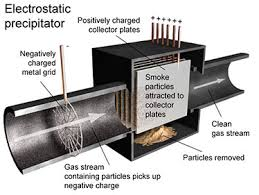 Electrostatic
precipitator
Positively charged
collector plates
Negatively
charged
metal grid
+ + + + +
Smoke
particles
attracted to
collector
plates
Clean
gas stream
Gas stream
containing particles picks up
negative charge
Particles removed